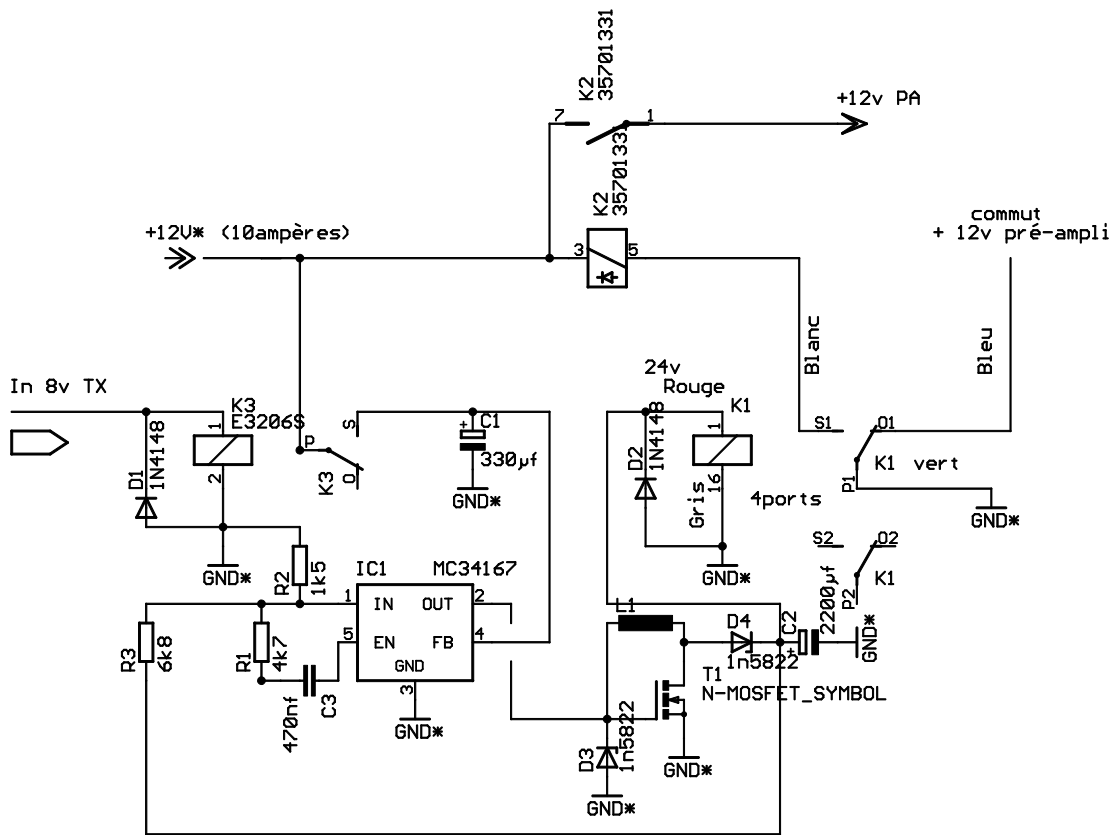 K2
35701331
7
1
+12v PA
K2
35701331
3
5
+12V* (10ampères)
commut
+ 12v pré-ampli
Blanc
Bleu
In 8v TX
24v
Rouge
K3
E3206S
1
2
D1
1N4148
GND*
P
S
O
K3
C1
+
330µf
GND*
D2
1N4148
K1
1
16
Gris
4ports
GND*
S1
O1
P1
K1 vert
GND*
S2
O2
P2
K1
R2
1k5
IC1
MC34167
1
IN
OUT
2
5
EN
FB
4
GND
3
GND*
R3
6k8
R1
4k7
C3
470nf
L1
D4
1n5822
C2
2200µf
+
GND*
T1
N-MOSFET_SYMBOL
GND*
D3
1n5822
GND*